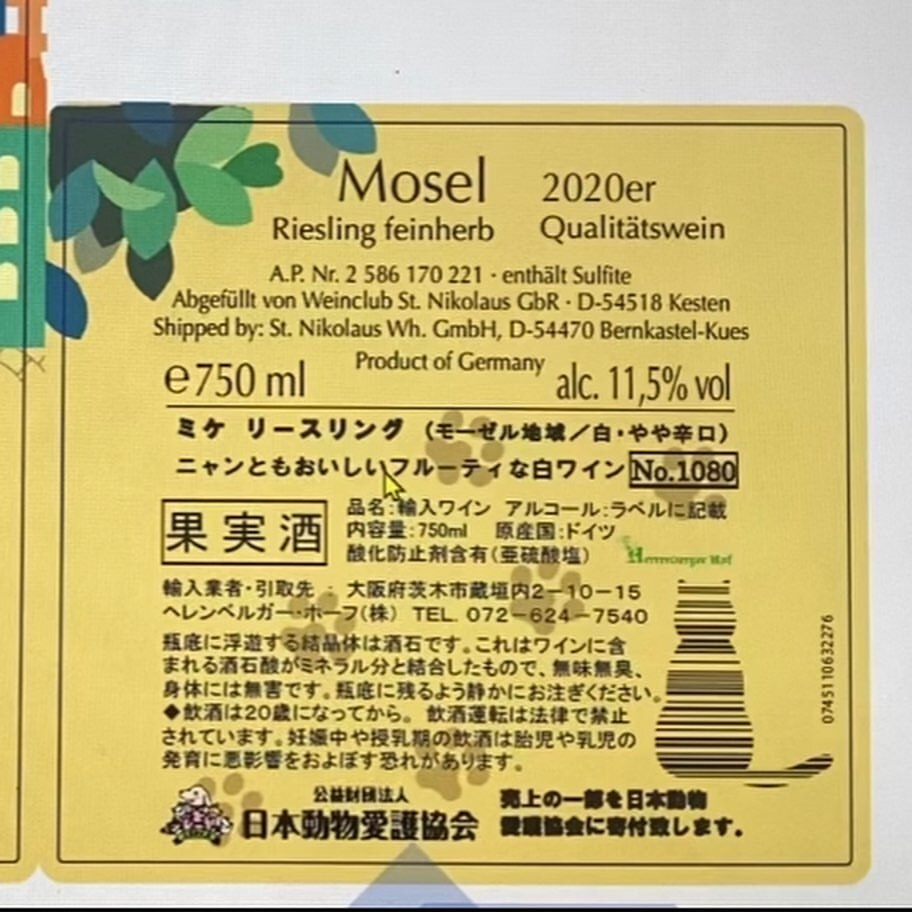 Mosel 2020er
Riesling feinherb Qualitätswein
A.P. Nr. 2 586 170 221 · enthält Sulfite
Abgefüllt von Weinclub St. Nikolaus GbR · D-54518 Kesten
Shipped by: St. Nikolaus Wh. GmbH, D-54470 Bernkastel-Kues
Product of Germany
e750 ml alc. 11,5% vol
ミケ リースリング (モーゼル地域/白・やや辛口)
ニャンともおいしいフルーティな白ワイン No.1080
果実酒
品名:輸入ワイン アルコール:ラベルに記載
内容量:750ml 原産国:ドイツ
酸化防止剤含有(亜硫酸塩)
輸入業者・引取先 : 大阪府茨木市蔵垣内2-10-15
ヘレンベルガー・ホーフ(株) TEL. 072-624-7540
瓶底に浮遊する結晶体は酒石です。これはワインに含
まれる酒石酸がミネラル分と結合したもので、無味無臭、
身体には無害です。瓶底に残るよう静かにお注ぎください。
◆飲酒は20歳になってから。 飲酒運転は法律で禁止
されています。妊娠中や授乳期の飲酒は胎児や乳児の
発育に悪影響をおよぼす恐れがあります。
0745110632276
公益財団法人
日本動物愛護協会
売上の一部を日本動物
愛護協会に寄付致します。